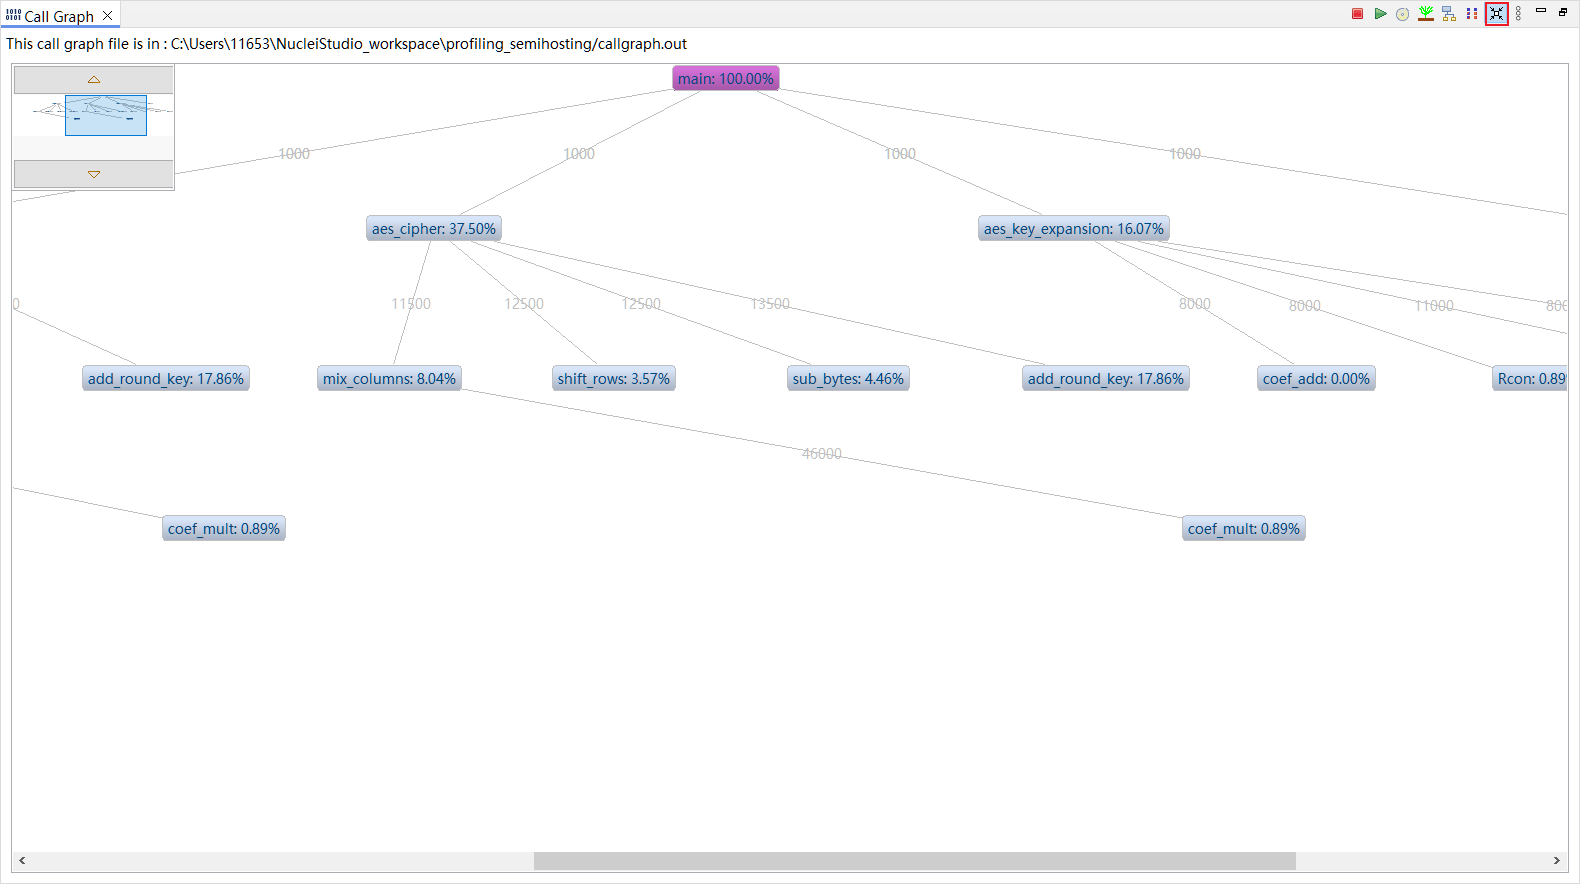 Call Graph
This call graph file is in : C:\Users\11653\NucleiStudio_workspace\profiling_semihosting/callgraph.out
main: 100.00%
1000 1000 1000 1000
aes_cipher: 37.50% aes_key_expansion: 16.07%
0 11500 12500 12500 13500 8000 8000 11000 800
add_round_key: 17.86% mix_columns: 8.04% shift_rows: 3.57% sub_bytes: 4.46% add_round_key: 17.86% coef_add: 0.00% Rcon: 0.89
46000
coef_mult: 0.89% coef_mult: 0.89%